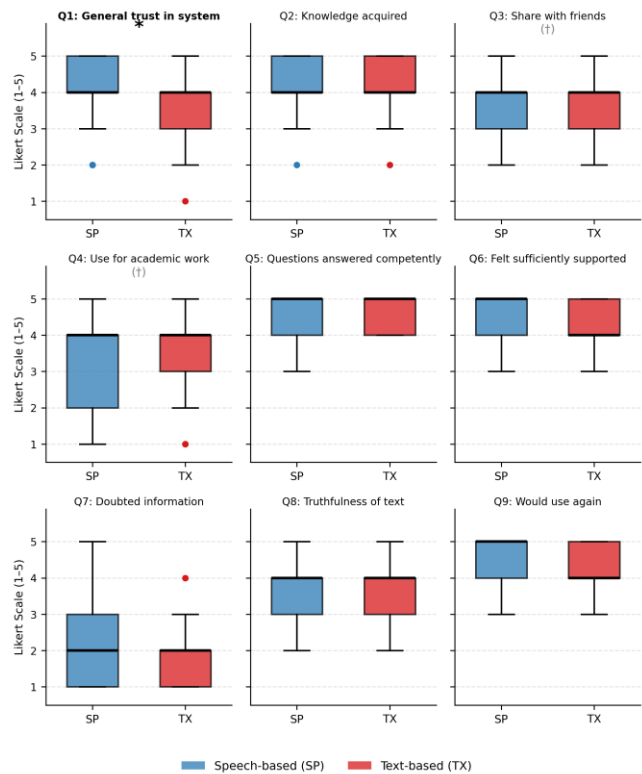 Q1: General trust in system
*
Q2: Knowledge acquired
Q3: Share with friends
(†)
Likert Scale (1–5)
5
4
3
2
1
SP
TX
SP
TX
SP
TX
Q4: Use for academic work
(†)
Q5: Questions answered competently
Q6: Felt sufficiently supported
Likert Scale (1–5)
5
4
3
2
1
SP
TX
SP
TX
SP
TX
Q7: Doubted information
Q8: Truthfulness of text
Q9: Would use again
Likert Scale (1–5)
5
4
3
2
1
SP
TX
SP
TX
SP
TX
Speech-based (SP)
Text-based (TX)